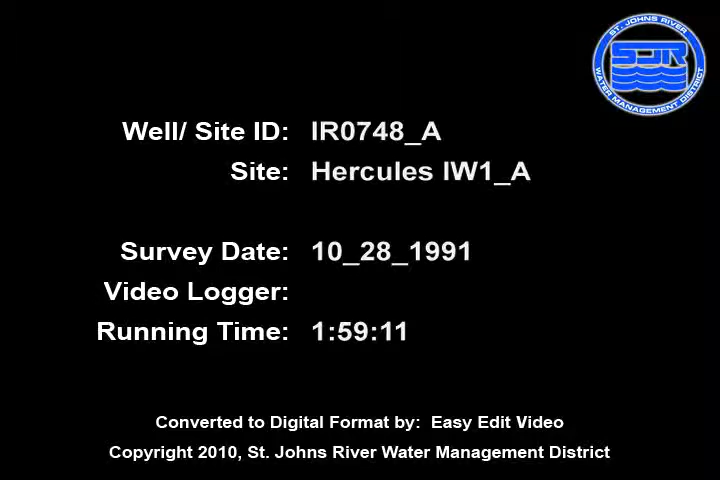 ST. JOHNS RIVER
SJR
WATER MANAGEMENT DISTRICT
Well/ Site ID: IR0748_A
Site: Hercules IW1_A
Survey Date: 10_28_1991
Video Logger:
Running Time: 1:59:11
Converted to Digital Format by: Easy Edit Video
Copyright 2010, St. Johns River Water Management District